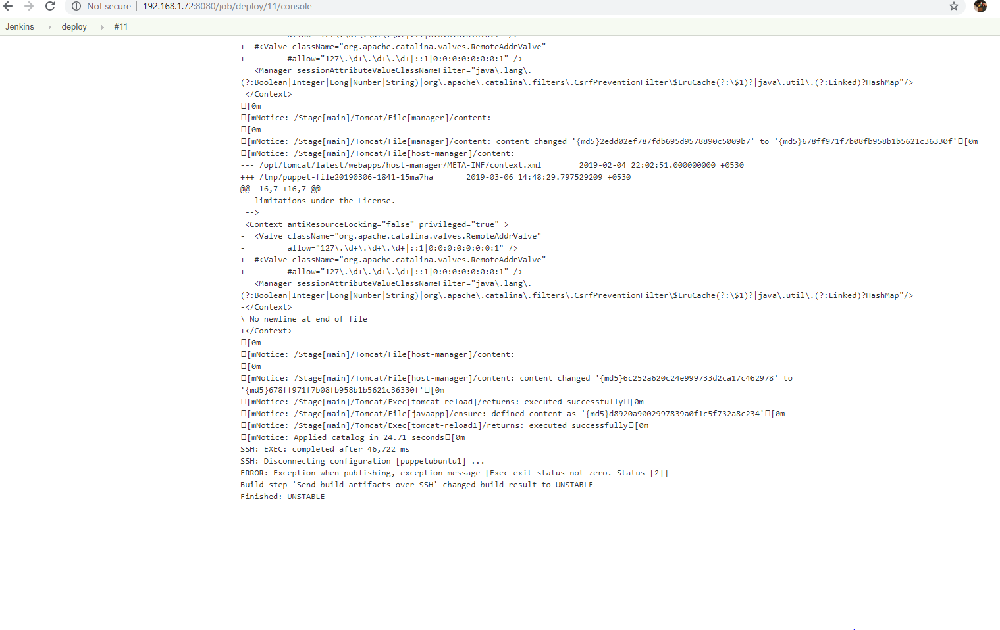 Not secure | 192.168.1.72:8080/job/deploy/11/console
Jenkins deploy #11
allow="127\.\d+\.\d+\.\d+|::1|0:0:0:0:0:0:0:1" />
+  #<Valve className="org.apache.catalina.valves.RemoteAddrValve"
+         #allow="127\.\d+\.\d+\.\d+|::1|0:0:0:0:0:0:0:1" />
<Manager sessionAttributeValueClassNameFilter="java\.lang\.
(?:Boolean|Integer|Long|Number|String)|org\.apache\.catalina\.filters\.CsrfPreventionFilter\$LruCache(?:\$1)?|java\.util\.(?:Linked)?HashMap"/>
</Context>
[0m
[mNotice: /Stage[main]/Tomcat/File[manager]/content:
[0m
[mNotice: /Stage[main]/Tomcat/File[manager]/content: content changed '{md5}2edd02ef787fdb695d9578890c5009b7' to '{md5}678ff971f7b08fb958b1b5621c36330f'[0m
[mNotice: /Stage[main]/Tomcat/File[host-manager]/content:
--- /opt/tomcat/latest/webapps/host-manager/META-INF/context.xml        2019-02-04 22:02:51.000000000 +0530
+++ /tmp/puppet-file20190306-1841-15ma7ha       2019-03-06 14:48:29.797529209 +0530
@@ -16,7 +16,7 @@
limitations under the License.
-->
<Context antiResourceLocking="false" privileged="true" >
-  <Valve className="org.apache.catalina.valves.RemoteAddrValve"
-         allow="127\.\d+\.\d+\.\d+|::1|0:0:0:0:0:0:0:1" />
+  #<Valve className="org.apache.catalina.valves.RemoteAddrValve"
+         #allow="127\.\d+\.\d+\.\d+|::1|0:0:0:0:0:0:0:1" />
<Manager sessionAttributeValueClassNameFilter="java\.lang\.
(?:Boolean|Integer|Long|Number|String)|org\.apache\.catalina\.filters\.CsrfPreventionFilter\$LruCache(?:\$1)?|java\.util\.(?:Linked)?HashMap"/>
-</Context>
\ No newline at end of file
+</Context>
[0m
[mNotice: /Stage[main]/Tomcat/File[host-manager]/content:
[0m
[mNotice: /Stage[main]/Tomcat/File[host-manager]/content: content changed '{md5}6c252a620c24e999733d2ca17c462978' to
'{md5}678ff971f7b08fb958b1b5621c36330f'[0m
[mNotice: /Stage[main]/Tomcat/Exec[tomcat-reload]/returns: executed successfully[0m
[mNotice: /Stage[main]/Tomcat/File[javaapp]/ensure: defined content as '{md5}d8920a9002997839a0f1c5f732a8c234'[0m
[mNotice: /Stage[main]/Tomcat/Exec[tomcat-reload1]/returns: executed successfully[0m
[mNotice: Applied catalog in 24.71 seconds[0m
SSH: EXEC: completed after 46,722 ms
SSH: Disconnecting configuration [puppetubuntu1] ...
ERROR: Exception when publishing, exception message [Exec exit status not zero. Status [2]]
Build step 'Send build artifacts over SSH' changed build result to UNSTABLE
Finished: UNSTABLE